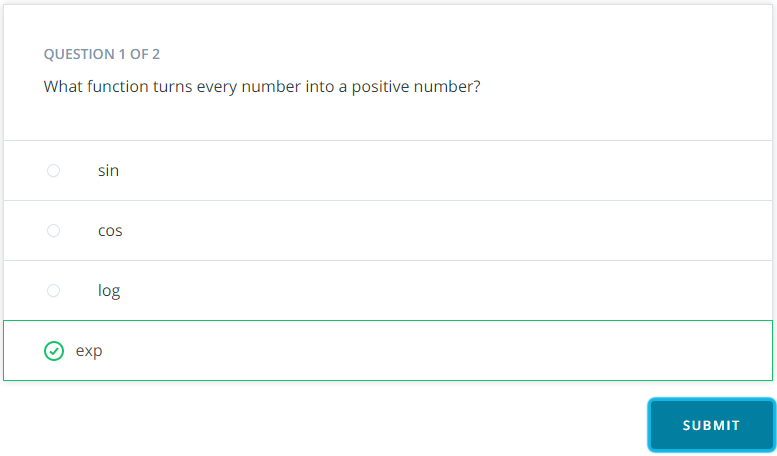 QUESTION 1 OF 2
What function turns every number into a positive number?
sin
cos
log
exp
SUBMIT